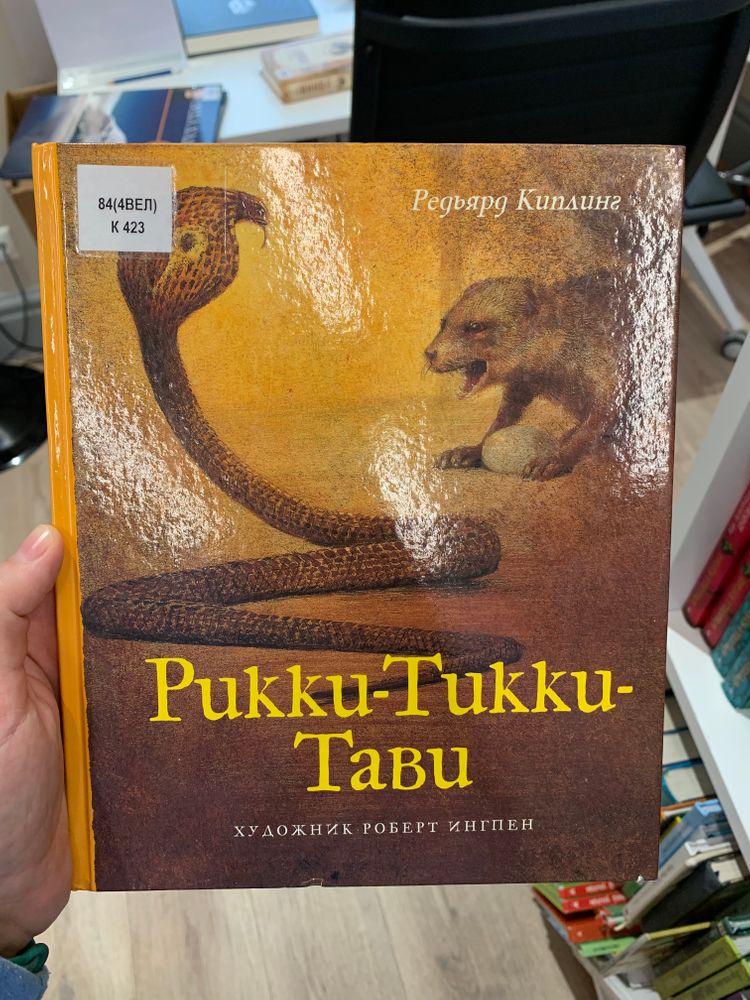 84(4ВЕЛ)
К 423
Редьярд Киплинг
Рикки-Тикки-
Тави
ХУДОЖНИК РОБЕРТ ИНГПЕН